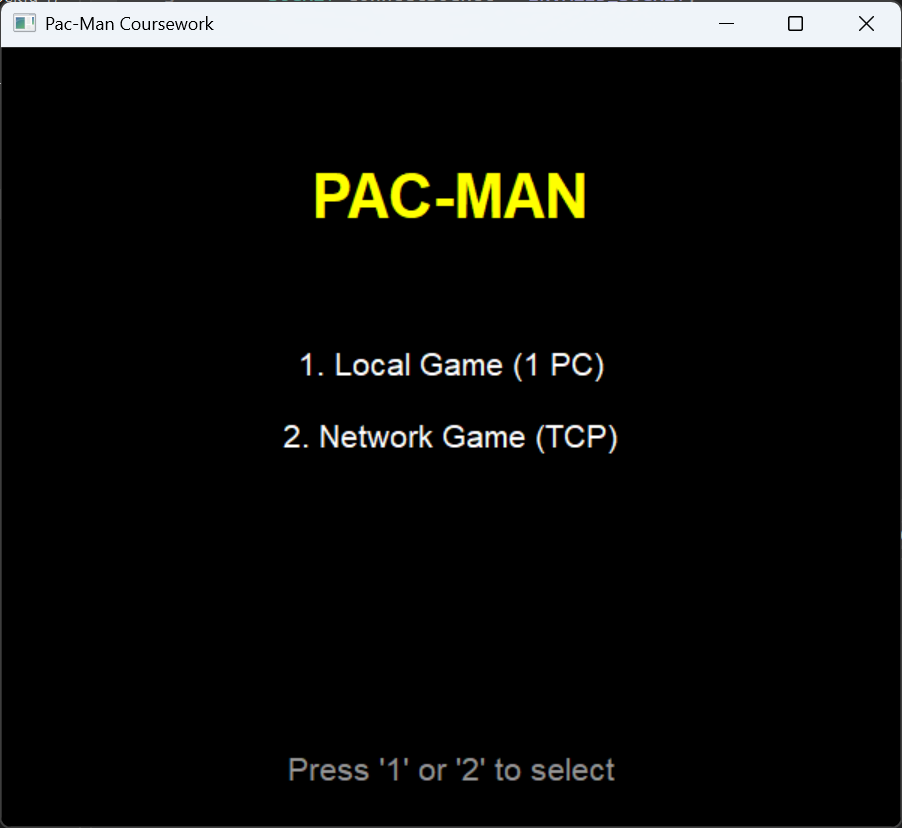 Pac-Man Coursework
PAC-MAN
1. Local Game (1 PC)
2. Network Game (TCP)
Press '1' or '2' to select